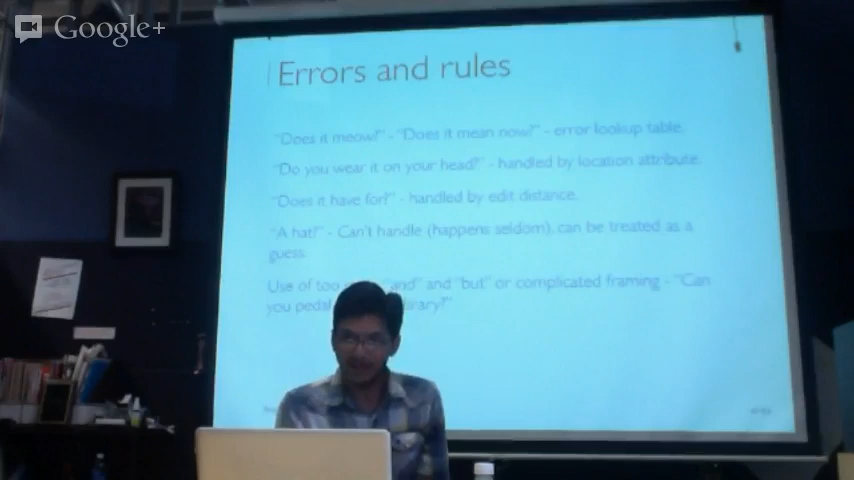 Google+
Errors and rules
"Does it meow?" - "Does it mean now?" - error lookup table.
"Do you wear it on your head?" - handled by location attribute.
"Does it have for?" - handled by edit distance.
"A hat?" - Can't handle (happens seldom), can be treated as a
guess.
Use of too "and" and "but" or complicated framing - "Can
you pedal